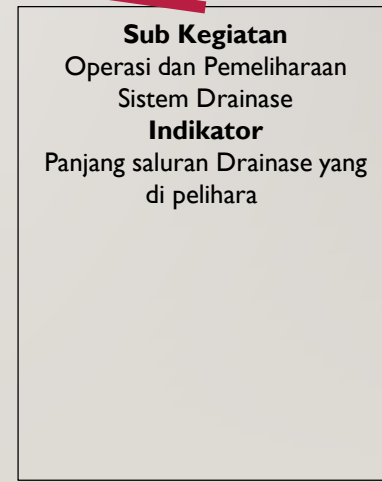 Sub Kegiatan
Operasi dan Pemeliharaan
Sistem Drainase
Indikator
Panjang saluran Drainase yang
di pelihara